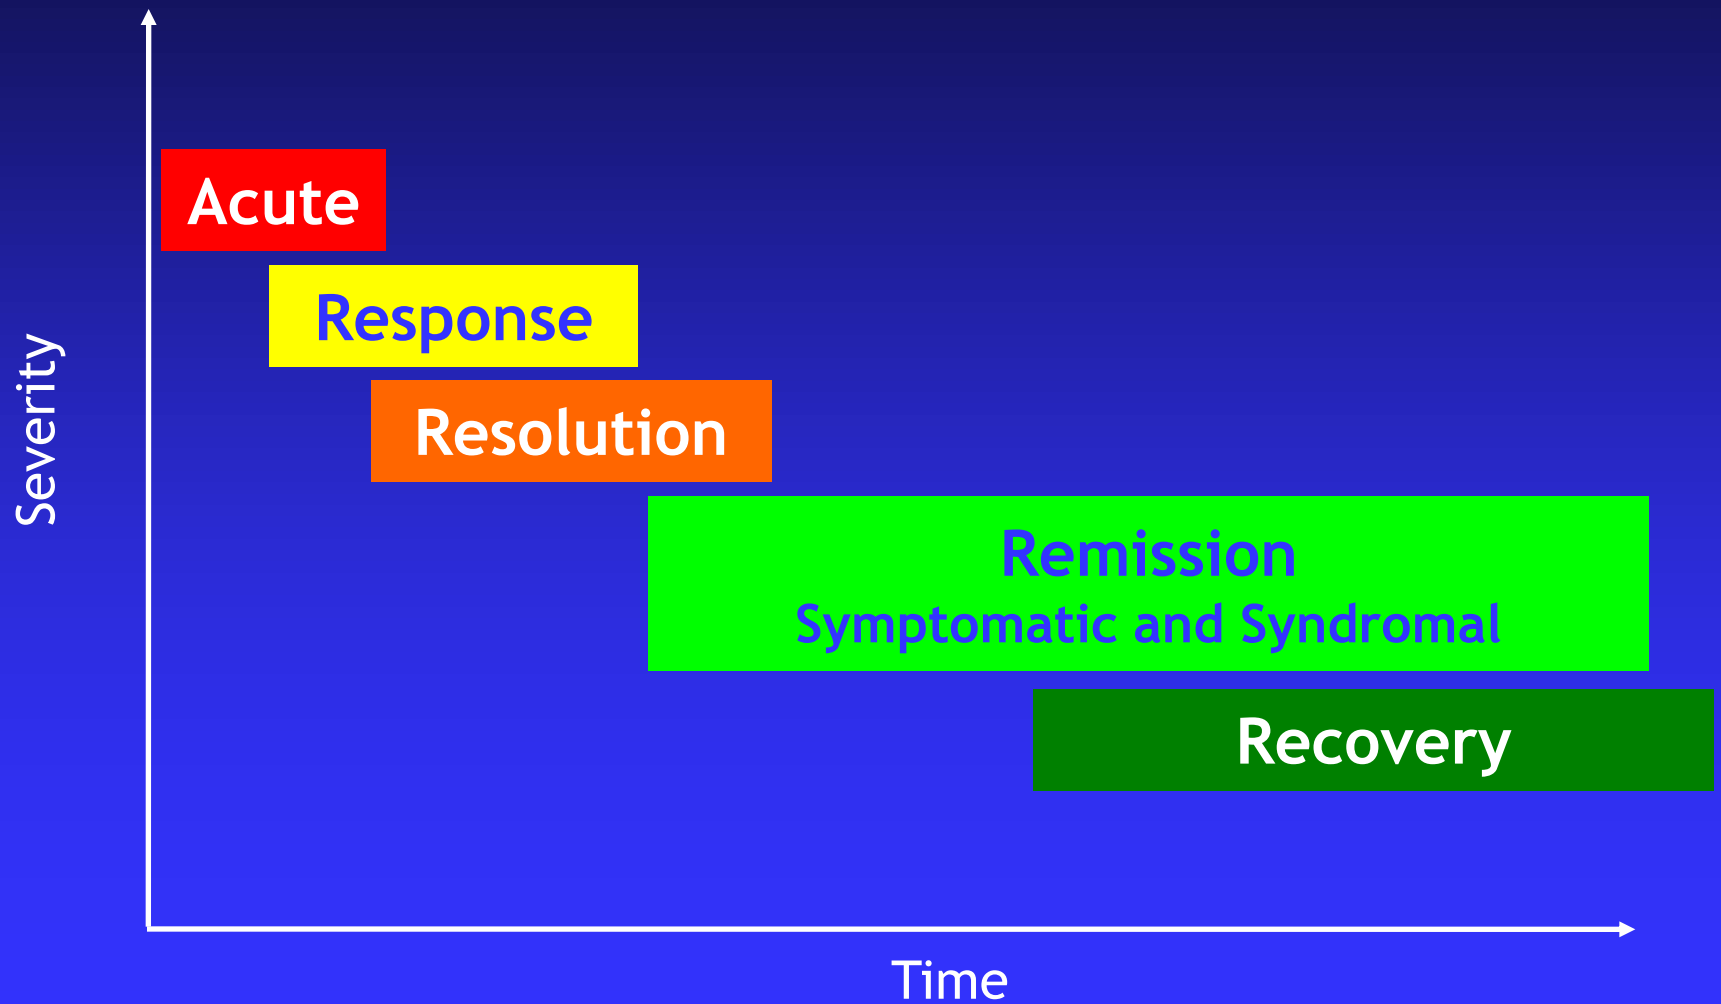 Acute
Response
Resolution
Remission
Symptomatic and Syndromal
Recovery
Severity
Time